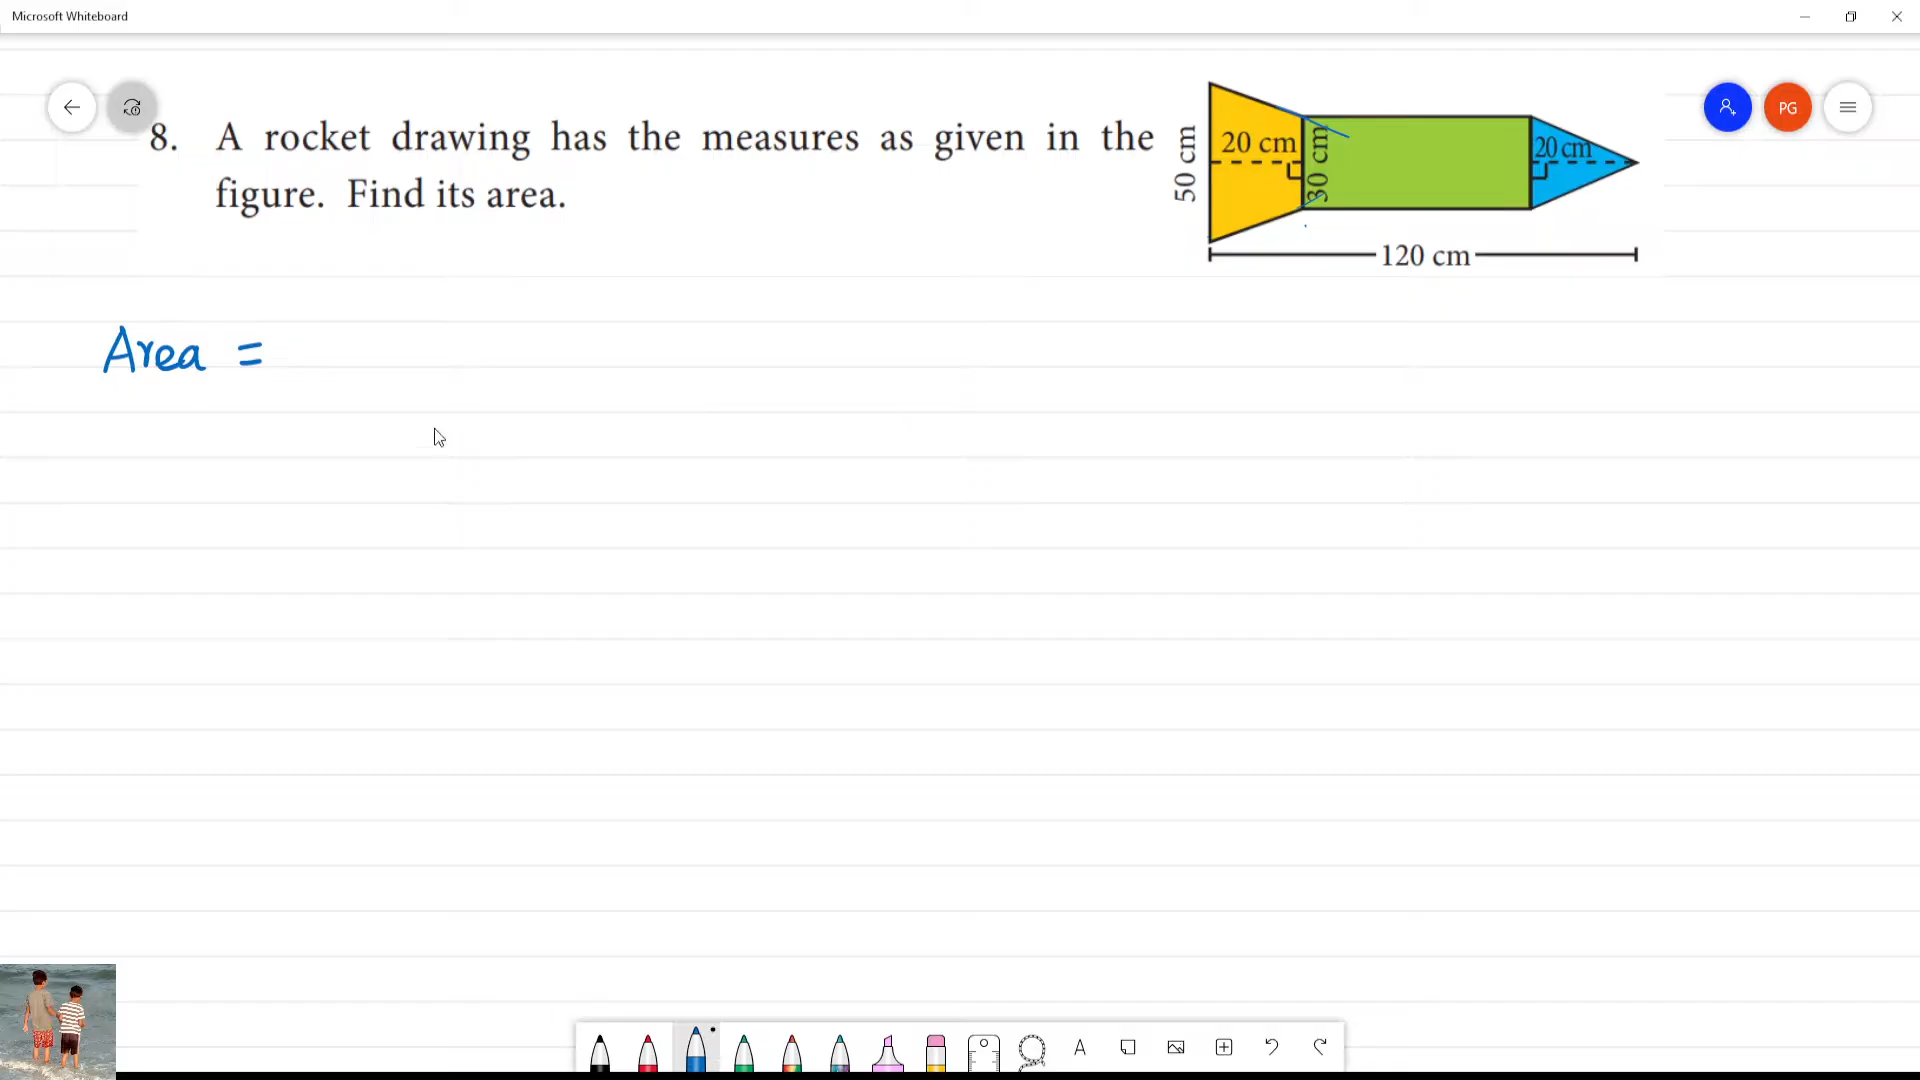 Microsoft Whiteboard
PG
8. A rocket drawing has the measures as given in the
figure. Find its area.
50 cm
20 cm
30 cm
20 cm
120 cm
Area =
A